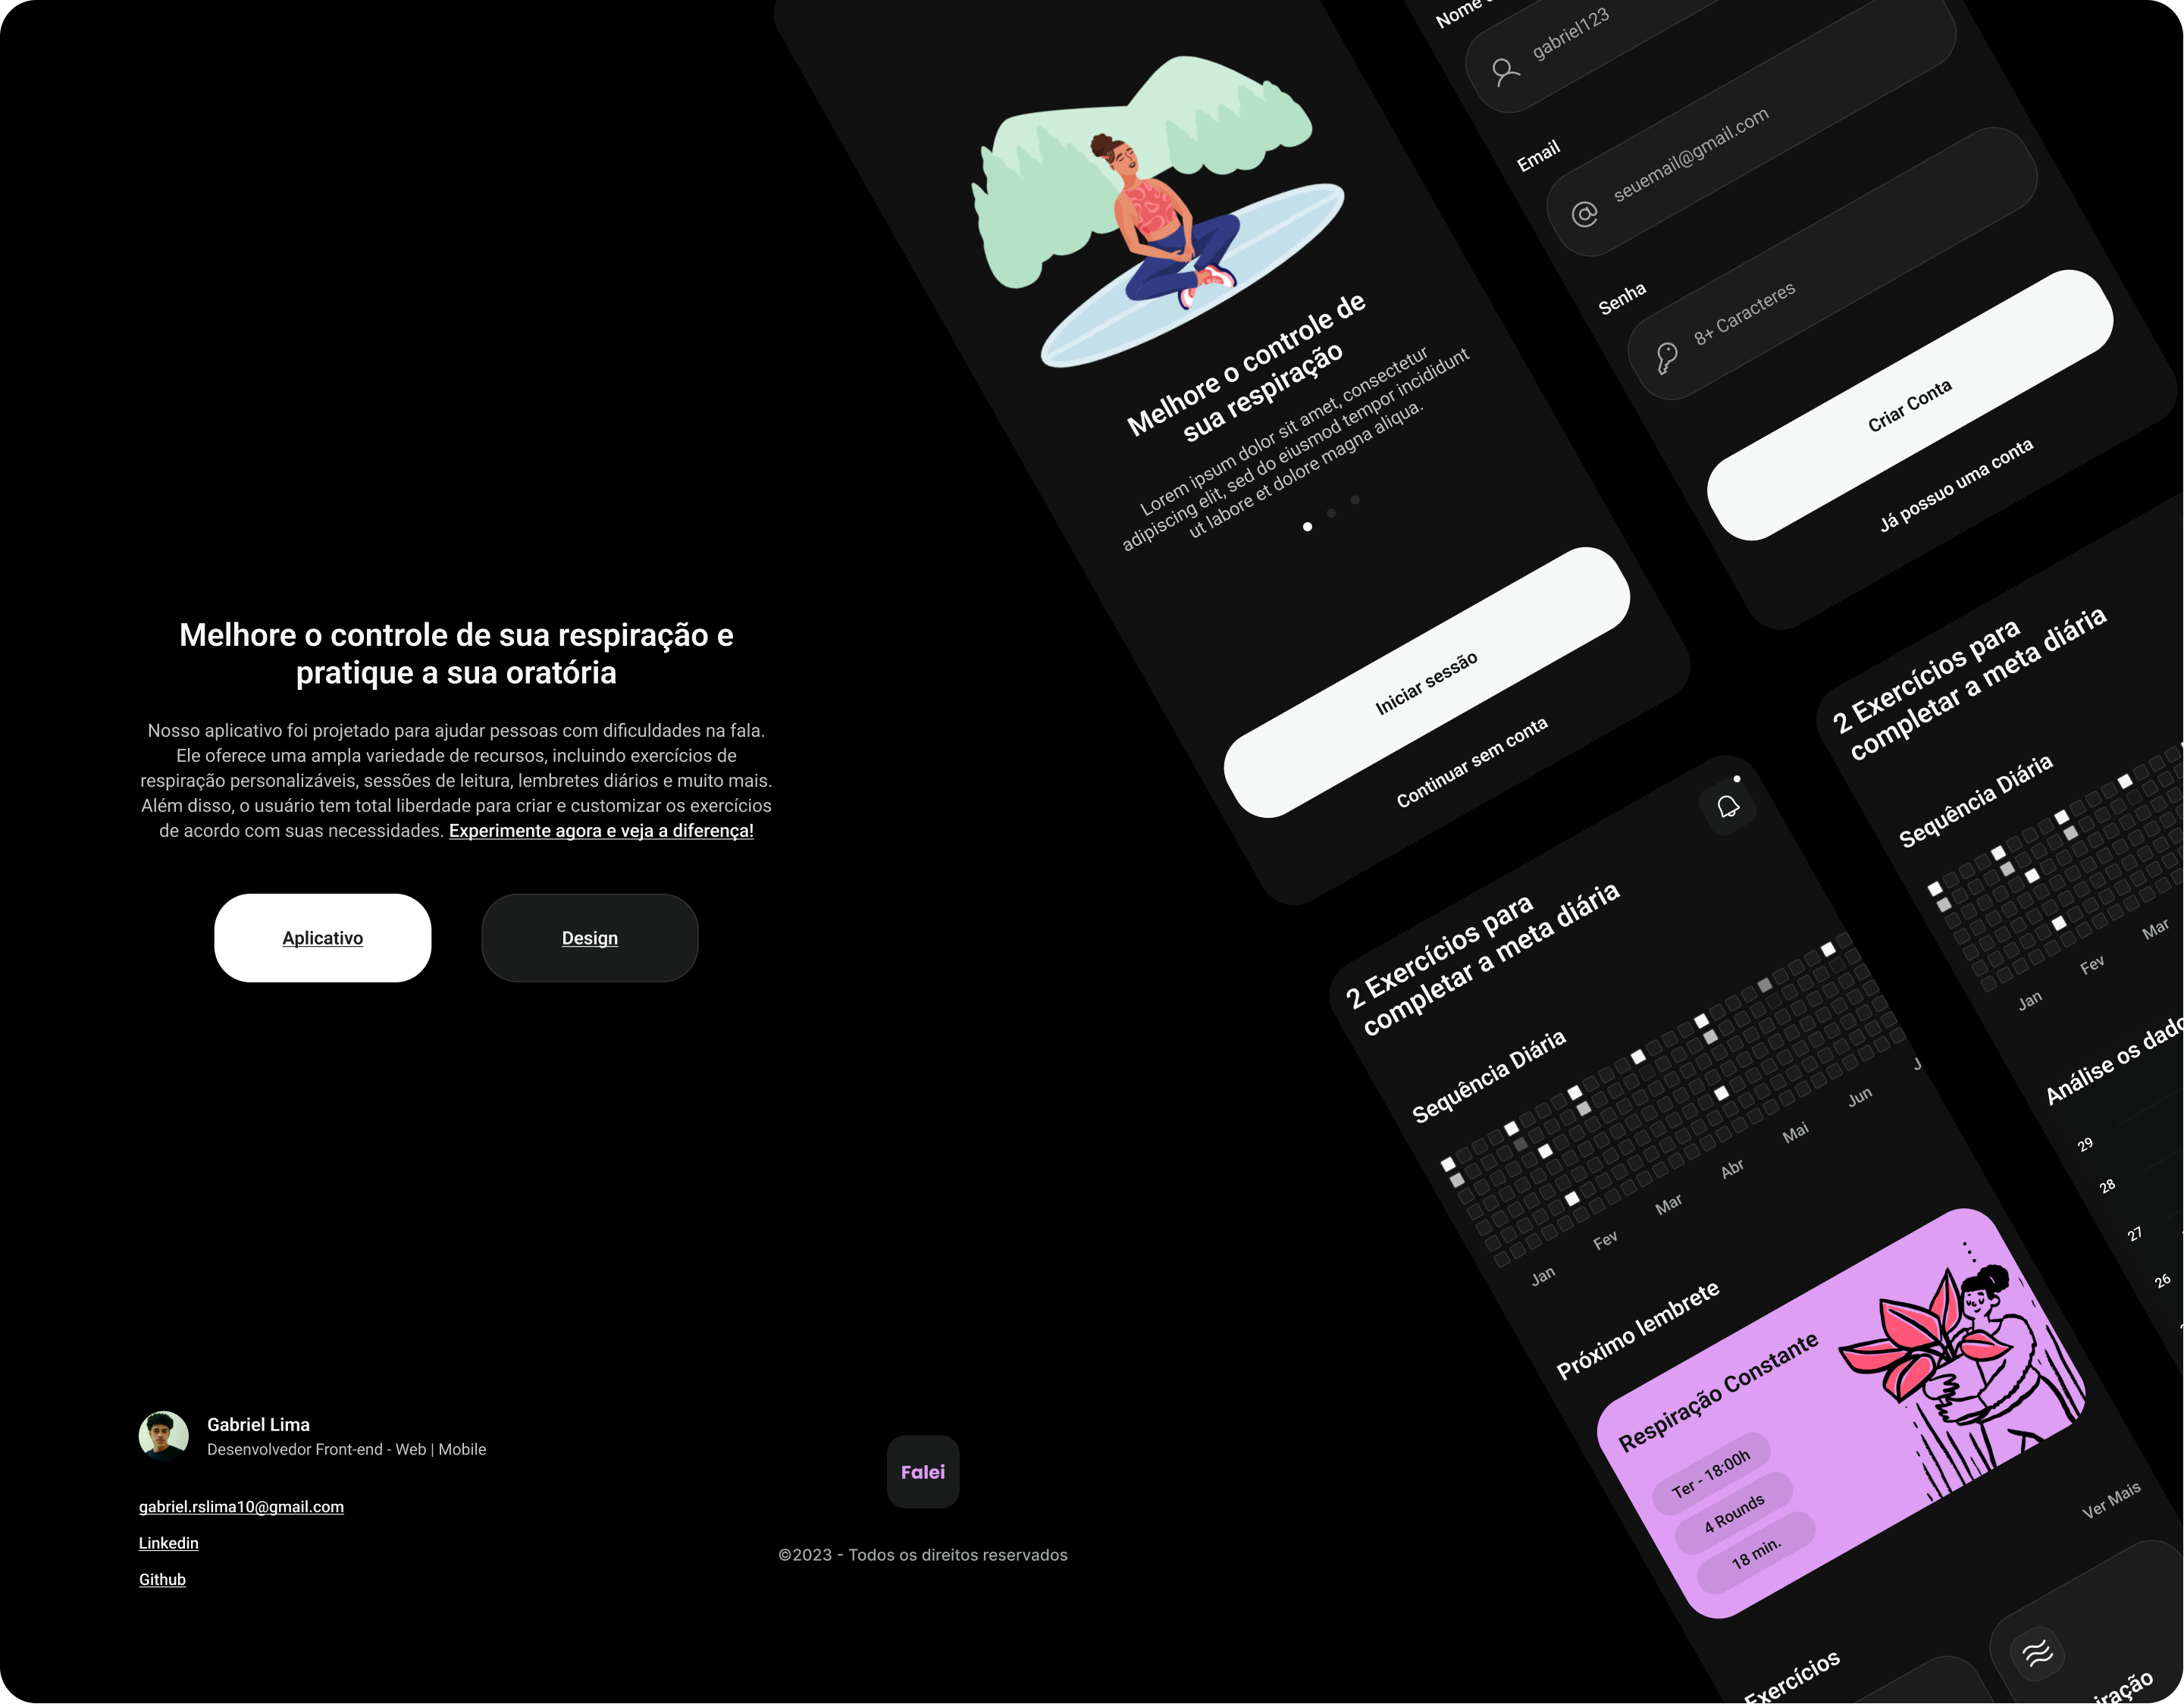 Melhore o controle de sua respiração e
pratique a sua oratória
Nosso aplicativo foi projetado para ajudar pessoas com dificuldades na fala.
Ele oferece uma ampla variedade de recursos, incluindo exercícios de
respiração personalizáveis, sessões de leitura, lembretes diários e muito mais.
Além disso, o usuário tem total liberdade para criar e customizar os exercícios
de acordo com suas necessidades. Experimente agora e veja a diferença!
Aplicativo
Design
Gabriel Lima
Desenvolvedor Front-end - Web | Mobile
gabriel.rslima10@gmail.com
Linkedin
Github
Falei
©2023 - Todos os direitos reservados
Melhore o controle de
sua respiração
Lorem ipsum dolor sit amet, consectetur
adipiscing elit, sed do eiusmod tempor incididunt
ut labore et dolore magna aliqua.
Iniciar sessão
Continuar sem conta
Nome
gabriel123
Email
seuemail@gmail.com
Senha
8+ Caracteres
Criar Conta
Já possuo uma conta
2 Exercícios para
completar a meta diária
Sequência Diária
Jan
Fev
Mar
Abr
Mai
Jun
J
Próximo lembrete
Respiração Constante
Ter - 18:00h
4 Rounds
18 min.
Ver Mais
Exercícios
iração
2 Exercícios para
completar a meta diária
Sequência Diária
Jan
Fev
Mar
Análise os dado
29
28
27
26